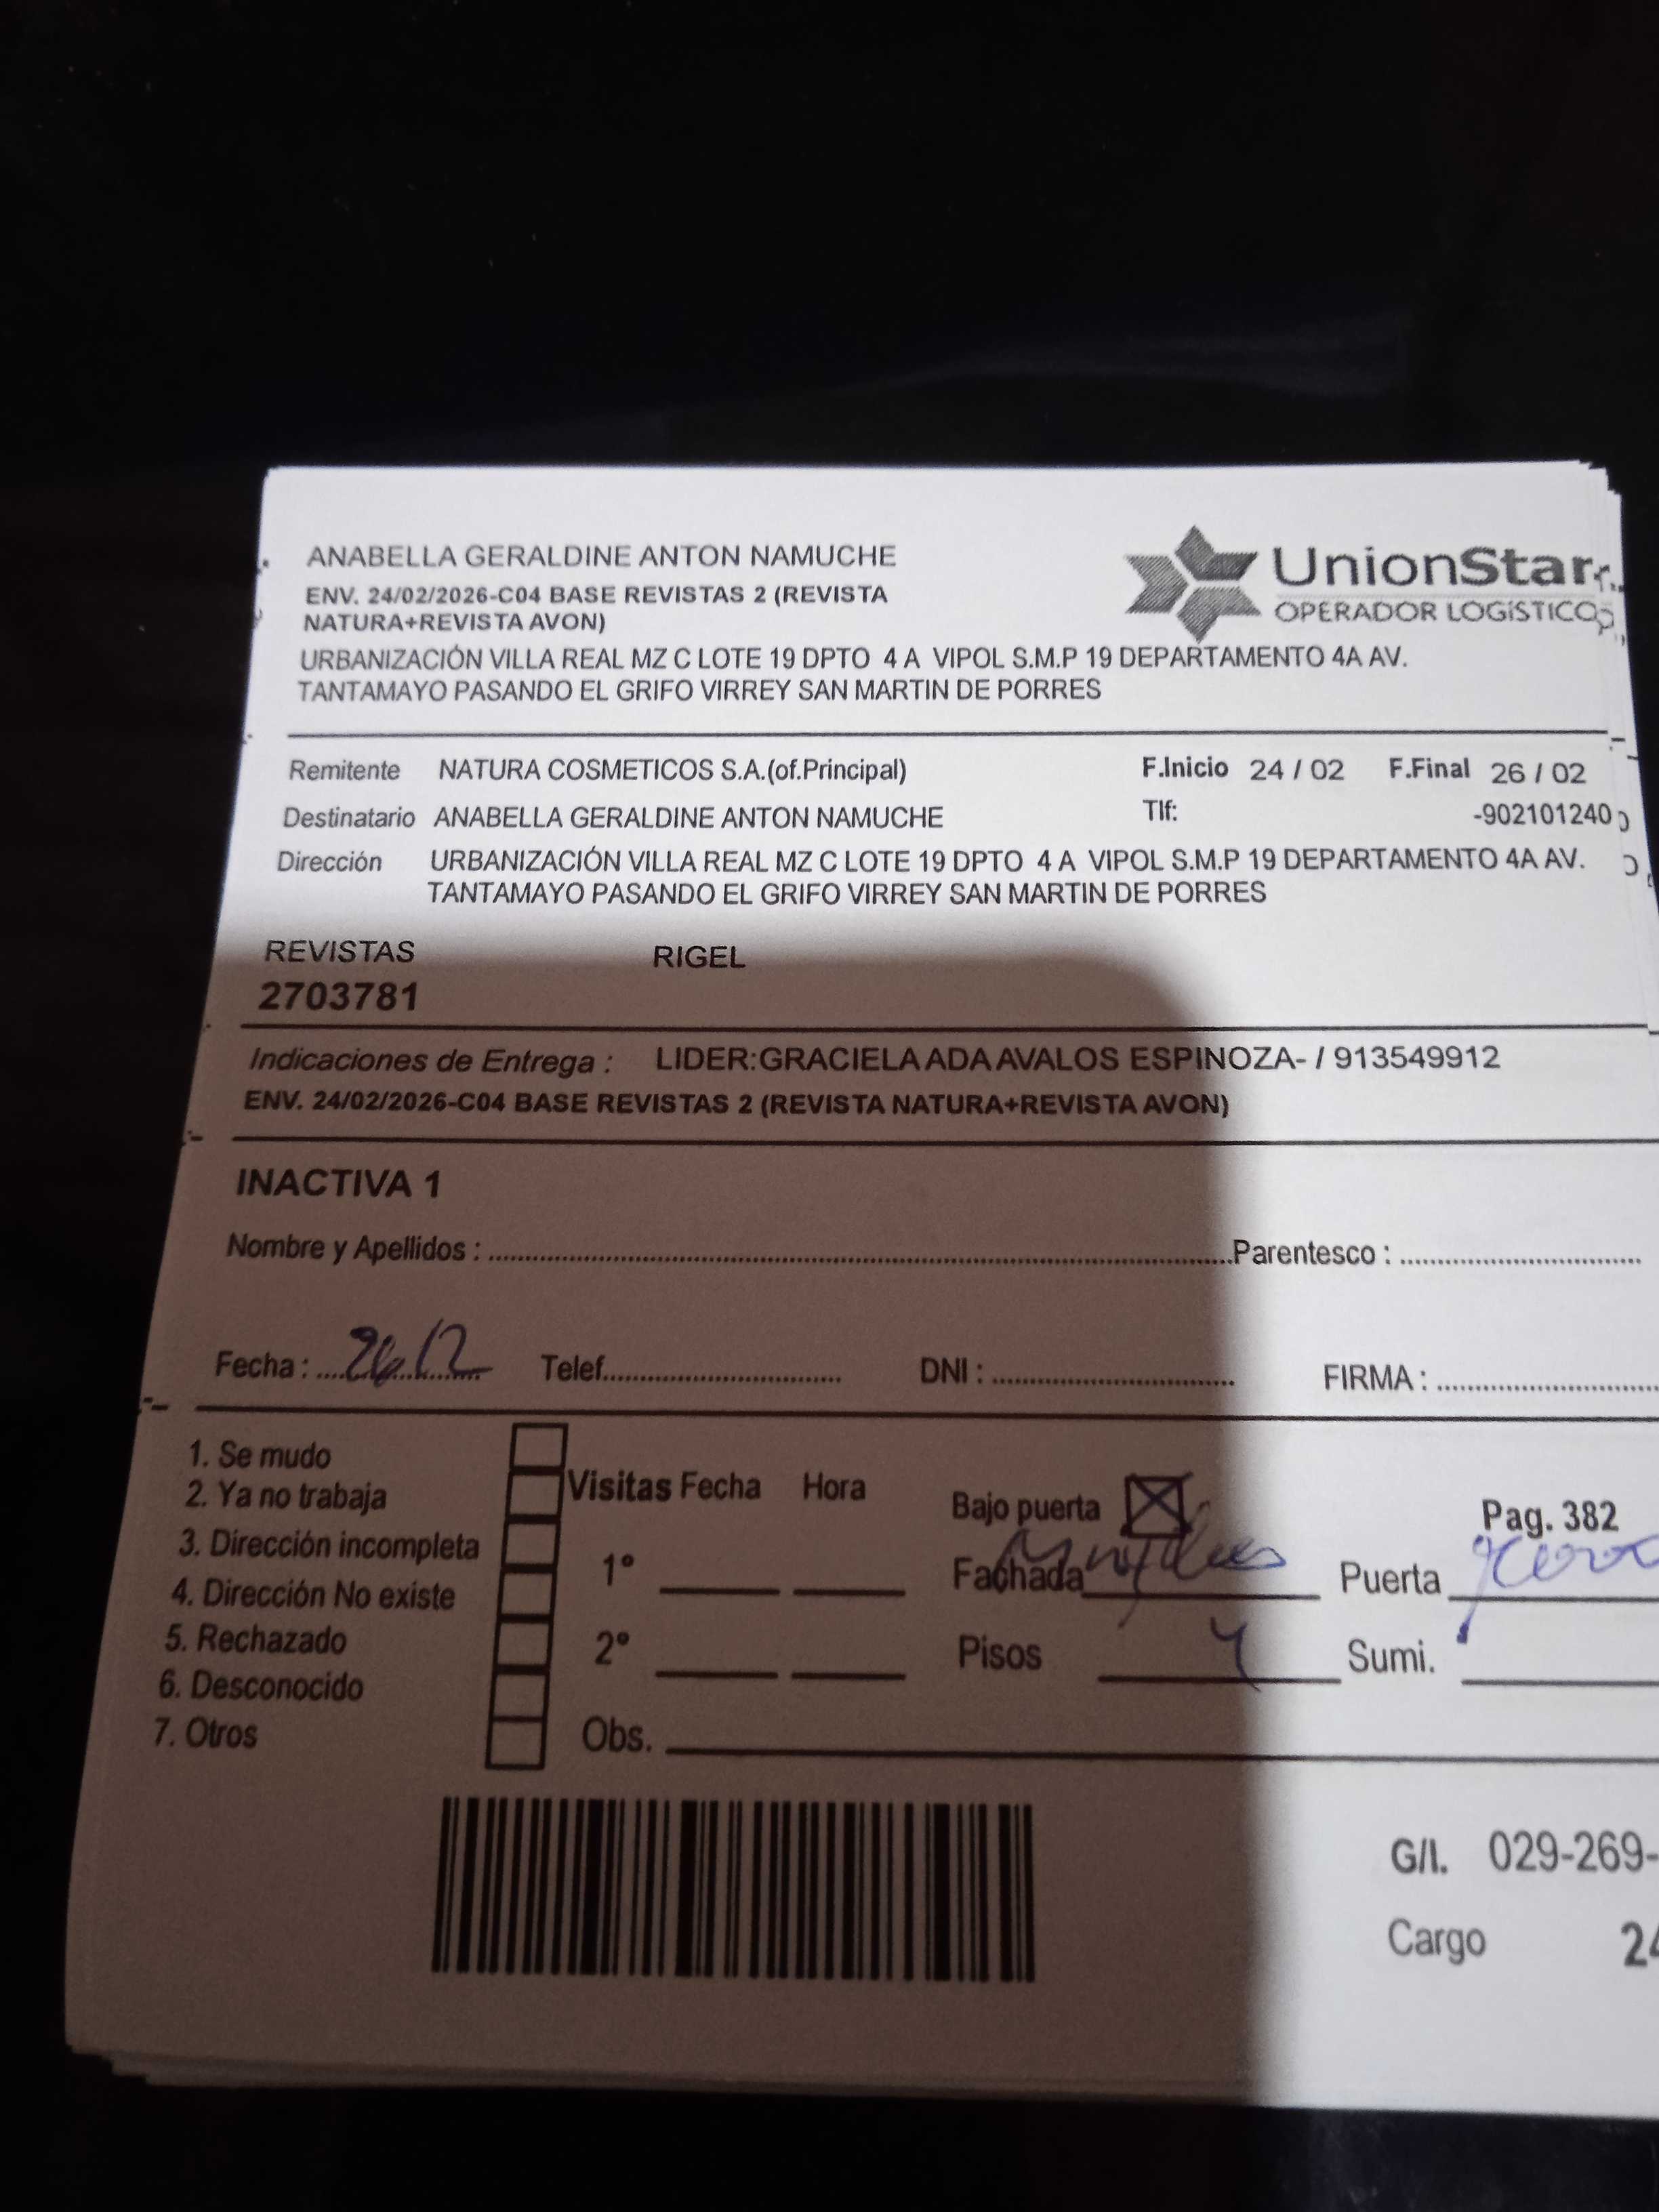 ANABELLA GERALDINE ANTON NAMUCHE
ENV. 24/02/2026-C04 BASE REVISTAS 2 (REVISTA
NATURA+REVISTA AVON)
UnionStar
OPERADOR LOGÍSTICO
URBANIZACIÓN VILLA REAL MZ C LOTE 19 DPTO 4 A VIPOL S.M.P 19 DEPARTAMENTO 4A AV.
TANTAMAYO PASANDO EL GRIFO VIRREY SAN MARTIN DE PORRES
Remitente NATURA COSMETICOS S.A.(of.Principal) F.Inicio 24 / 02 F.Final 26 / 02
Destinatario ANABELLA GERALDINE ANTON NAMUCHE Tlf: -902101240
Dirección URBANIZACIÓN VILLA REAL MZ C LOTE 19 DPTO 4 A VIPOL S.M.P 19 DEPARTAMENTO 4A AV.
TANTAMAYO PASANDO EL GRIFO VIRREY SAN MARTIN DE PORRES
REVISTAS RIGEL
2703781
Indicaciones de Entrega : LIDER:GRACIELA ADA AVALOS ESPINOZA- / 913549912
ENV. 24/02/2026-C04 BASE REVISTAS 2 (REVISTA NATURA+REVISTA AVON)
INACTIVA 1
Nombre y Apellidos : Parentesco :
Fecha : 26/2 Telef. DNI : FIRMA :
1. Se mudo
2. Ya no trabaja
3. Dirección incompleta
4. Dirección No existe
5. Rechazado
6. Desconocido
7. Otros
Visitas Fecha Hora
1°
2°
Obs.
Bajo puerta Pag. 382
Fachada Puerta
Pisos 4 Sumi.
G/I. 029-269-
Cargo 24